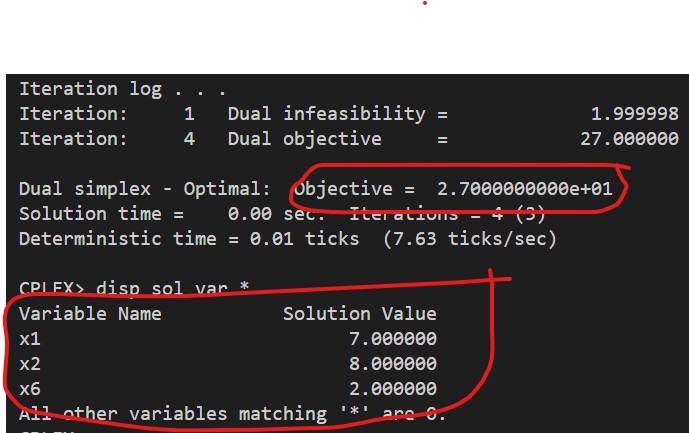 Iteration log . . .
Iteration:     1   Dual infeasibility =             1.999998
Iteration:     4   Dual objective     =            27.000000
Dual simplex - Optimal:  Objective =  2.7000000000e+01
Solution time =    0.00 sec.  Iterations = 4 (3)
Deterministic time = 0.01 ticks  (7.63 ticks/sec)
CPLEX> disp sol var *
Variable Name           Solution Value
x1                            7.000000
x2                            8.000000
x6                            2.000000
All other variables matching '*' are 0.
CPLEX>